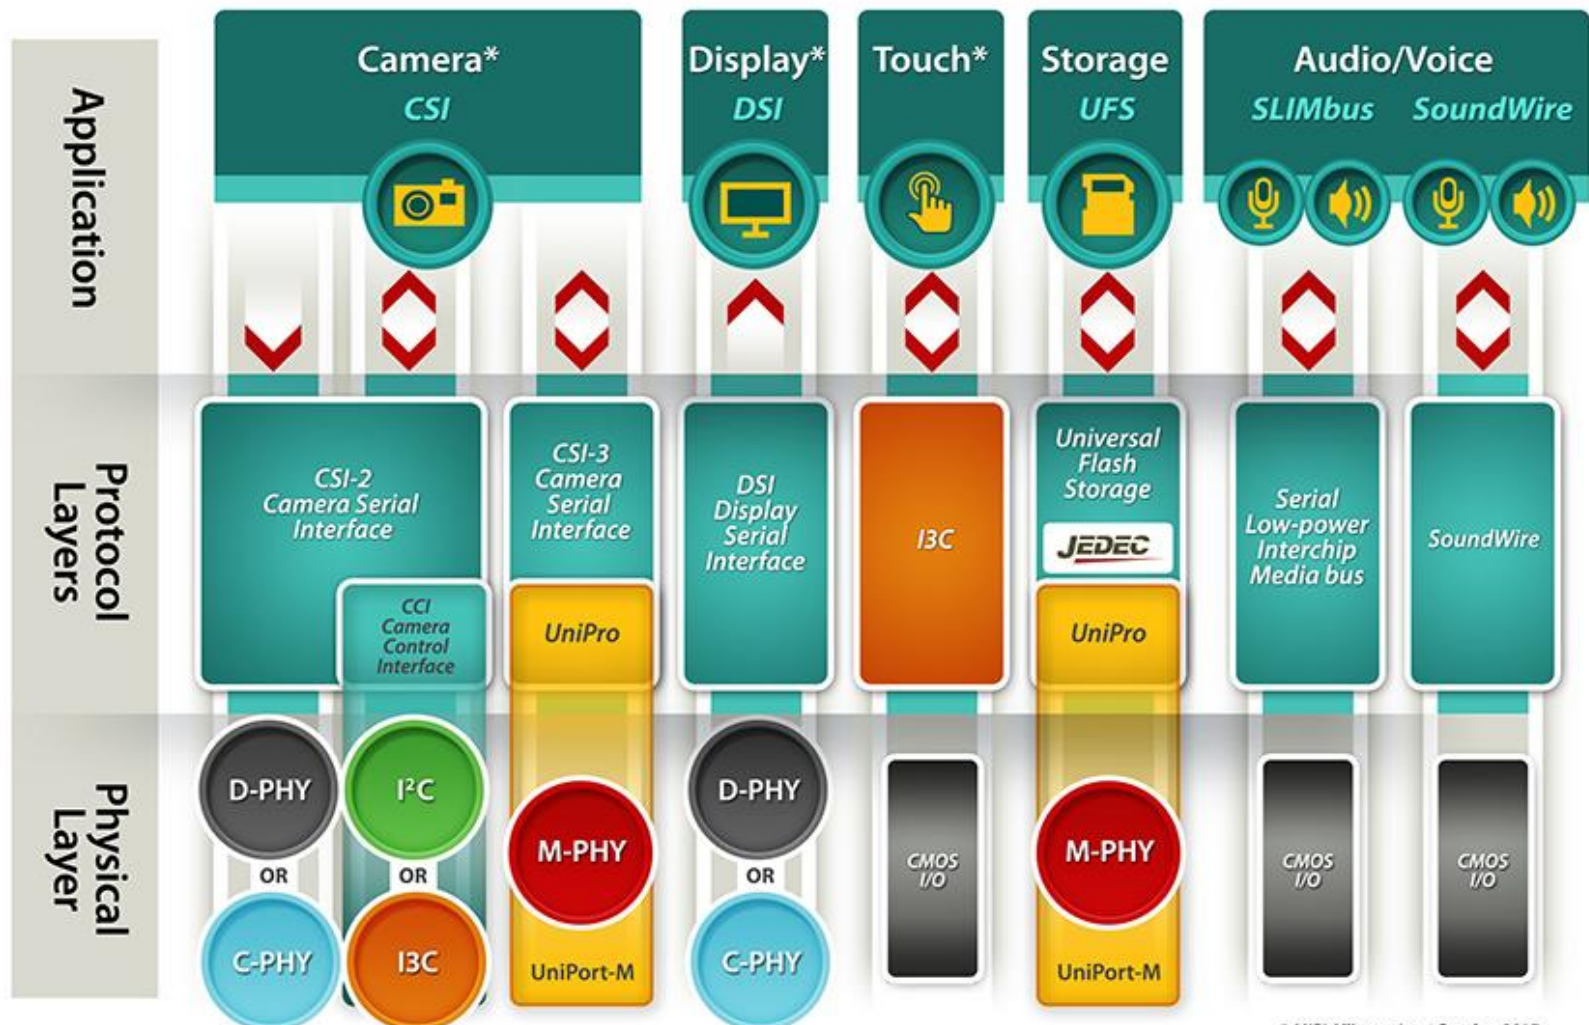 Application
Camera*
CSI
Display*
DSI
Touch*
Storage
UFS
Audio/Voice
SLIMbus
SoundWire
Protocol
Layers
CSI-2
Camera Serial
Interface
CCI
Camera
Control
Interface
CSI-3
Camera
Serial
Interface
UniPro
DSI
Display
Serial
Interface
I3C
Universal
Flash
Storage
JEDEC
UniPro
Serial
Low-power
Interchip
Media bus
SoundWire
Physical
Layer
D-PHY
OR
C-PHY
I²C
OR
I3C
M-PHY
UniPort-M
D-PHY
OR
C-PHY
CMOS
I/O
M-PHY
UniPort-M
CMOS
I/O
CMOS
I/O